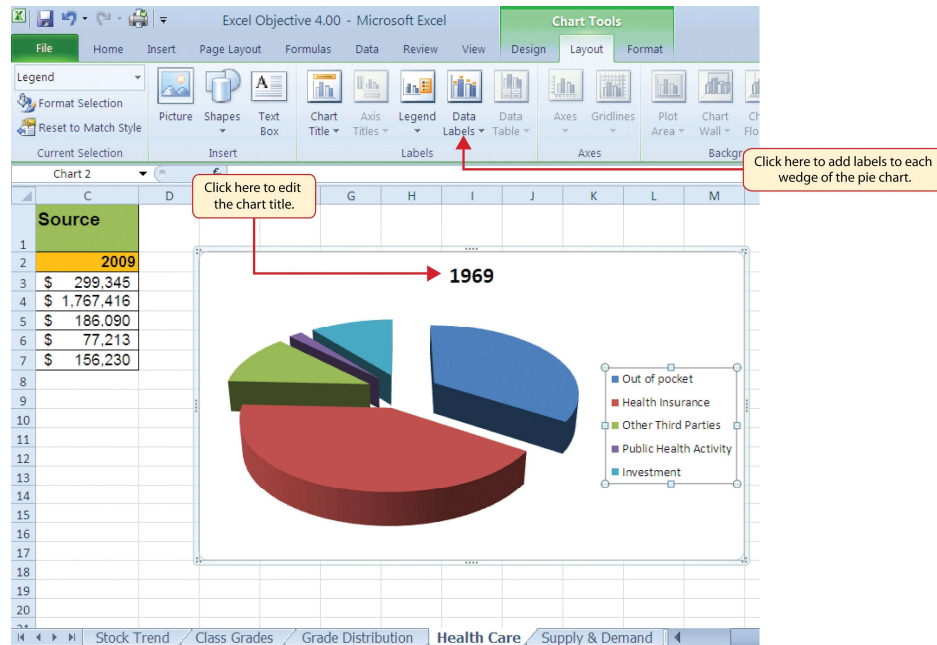 Excel Objective 4.00 - Microsoft Excel
Chart Tools
File Home Insert Page Layout Formulas Data Review View Design Layout Format
Legend
Format Selection
Reset to Match Style
Current Selection
Picture Shapes Text Box
Insert
Chart Title Axis Titles Legend Data Labels Data Table
Labels
Axes Gridlines
Axes
Plot Area Chart Wall Ch Flo
Backgr
Click here to add labels to each
wedge of the pie chart.
Chart 2
Click here to edit
the chart title.
C D G H I J K L M
1 Source
2 2009
3 $ 299,345
4 $ 1,767,416
5 $ 186,090
6 $ 77,213
7 $ 156,230
8
9
10
11
12
13
14
15
16
17
18
19
20
1969
Out of pocket
Health Insurance
Other Third Parties
Public Health Activity
Investment
Stock Trend Class Grades Grade Distribution Health Care Supply & Demand